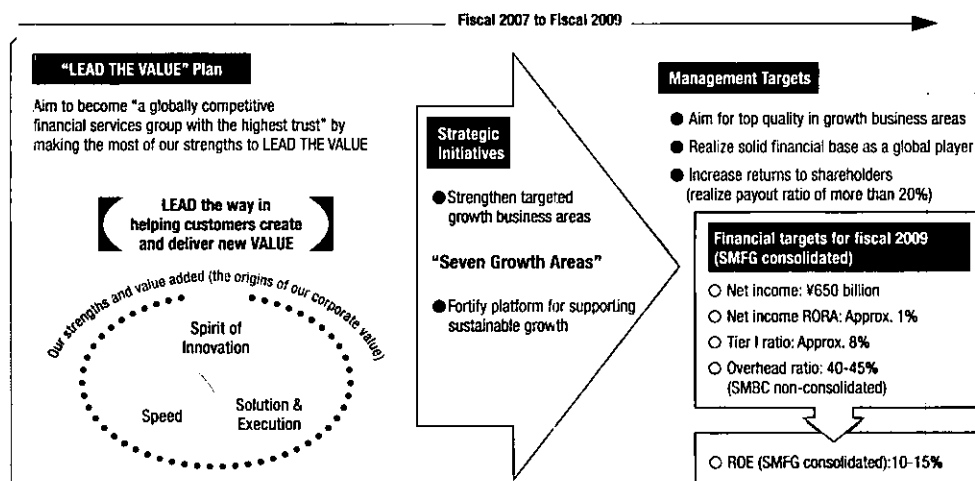 Fiscal 2007 to Fiscal 2009
"LEAD THE VALUE" Plan
Aim to become "a globally competitive
financial services group with the highest trust" by
making the most of our strengths to LEAD THE VALUE
LEAD the way in
helping customers create
and deliver new VALUE
Our strengths and value added (the origins of our corporate value)
Spirit of
Innovation
Speed
Solution &
Execution
Strategic
Initiatives
● Strengthen targeted
growth business areas
"Seven Growth Areas"
● Fortify platform for supporting
sustainable growth
Management Targets
● Aim for top quality in growth business areas
● Realize solid financial base as a global player
● Increase returns to shareholders
(realize payout ratio of more than 20%)
Financial targets for fiscal 2009
(SMFG consolidated)
○ Net income: ¥650 billion
○ Net income RORA: Approx. 1%
○ Tier I ratio: Approx. 8%
○ Overhead ratio: 40-45%
(SMBC non-consolidated)
○ ROE (SMFG consolidated):10-15%